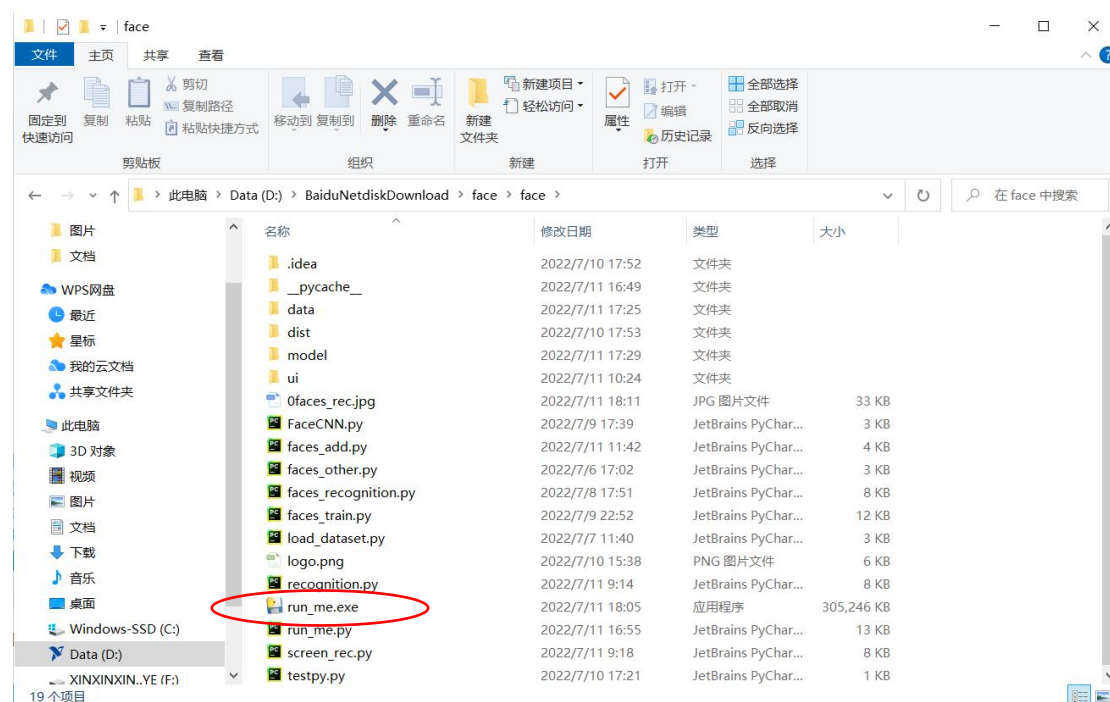 face
文件 主页 共享 查看
固定到快速访问 复制 粘贴 剪切 复制路径 粘贴快捷方式 移动到 复制到 删除 重命名 新建文件夹 新建项目 轻松访问 属性 打开 编辑 历史记录 全部选择 全部取消 反向选择
剪贴板 组织 新建 打开 选择
此电脑 > Data (D:) > BaiduNetdiskDownload > face > face > 在 face 中搜索
图片
文档
WPS网盘
最近
星标
我的云文档
共享文件夹
此电脑
3D 对象
视频
图片
文档
下载
音乐
桌面
Windows-SSD (C:)
Data (D:)
XINXINXIN..YE (F:)
名称 修改日期 类型 大小
.idea 2022/7/10 17:52 文件夹
__pycache__ 2022/7/11 16:49 文件夹
data 2022/7/11 17:25 文件夹
dist 2022/7/10 17:53 文件夹
model 2022/7/11 17:29 文件夹
ui 2022/7/11 10:24 文件夹
0faces_rec.jpg 2022/7/11 18:11 JPG 图片文件 33 KB
FaceCNN.py 2022/7/9 17:39 JetBrains PyChar... 3 KB
faces_add.py 2022/7/11 11:42 JetBrains PyChar... 4 KB
faces_other.py 2022/7/6 17:02 JetBrains PyChar... 3 KB
faces_recognition.py 2022/7/8 17:51 JetBrains PyChar... 8 KB
faces_train.py 2022/7/9 22:52 JetBrains PyChar... 12 KB
load_dataset.py 2022/7/7 11:40 JetBrains PyChar... 3 KB
logo.png 2022/7/10 15:38 PNG 图片文件 6 KB
recognition.py 2022/7/11 9:14 JetBrains PyChar... 8 KB
run_me.exe 2022/7/11 18:05 应用程序 305,246 KB
run_me.py 2022/7/11 16:55 JetBrains PyChar... 13 KB
screen_rec.py 2022/7/11 9:18 JetBrains PyChar... 8 KB
testpy.py 2022/7/10 17:21 JetBrains PyChar... 1 KB
19 个项目